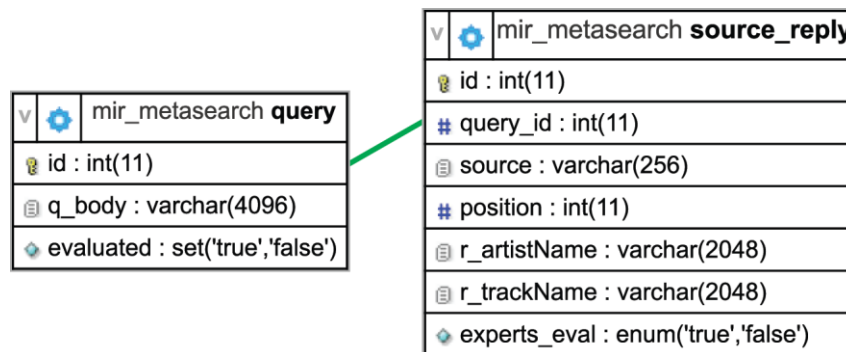 v mir_metasearch query
id : int(11)
q_body : varchar(4096)
evaluated : set('true','false')
v mir_metasearch source_reply
id : int(11)
# query_id : int(11)
source : varchar(256)
# position : int(11)
r_artistName : varchar(2048)
r_trackName : varchar(2048)
experts_eval : enum('true','false')